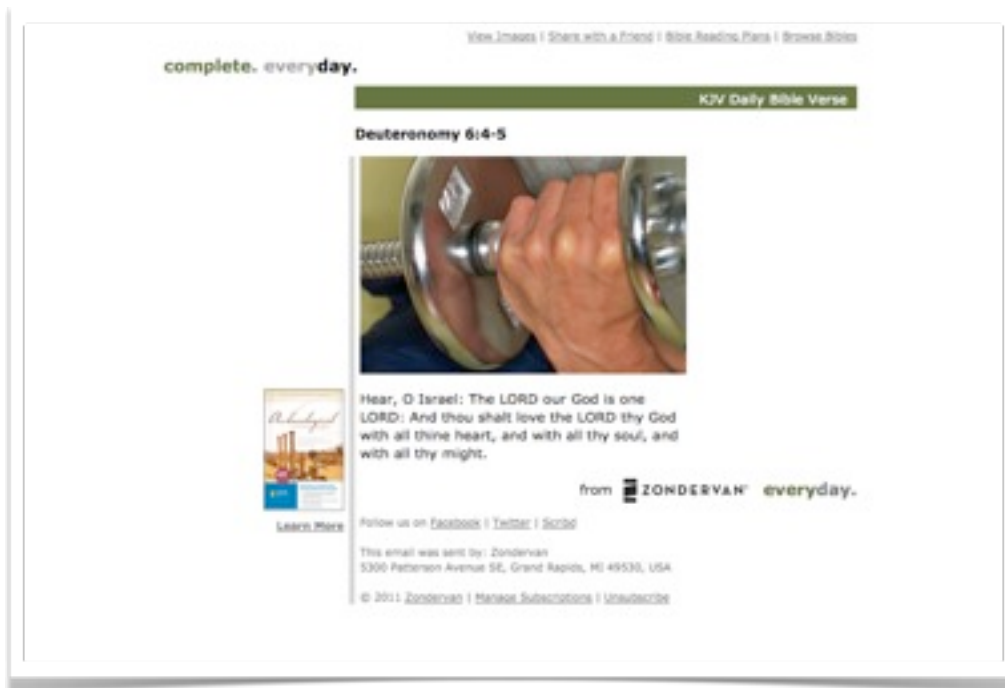 View Images | Share with a Friend | Bible Reading Plans | Browse Bibles
complete. everyday.
KJV Daily Bible Verse
Deuteronomy 6:4-5
Hear, O Israel: The LORD our God is one
LORD: And thou shalt love the LORD thy God
with all thine heart, and with all thy soul, and
with all thy might.
from ZONDERVAN everyday.
Archaeological
Learn More
Follow us on Facebook | Twitter | Scribd
This email was sent by: Zondervan
5300 Patterson Avenue SE, Grand Rapids, MI 49530, USA
© 2011 Zondervan | Manage Subscriptions | Unsubscribe